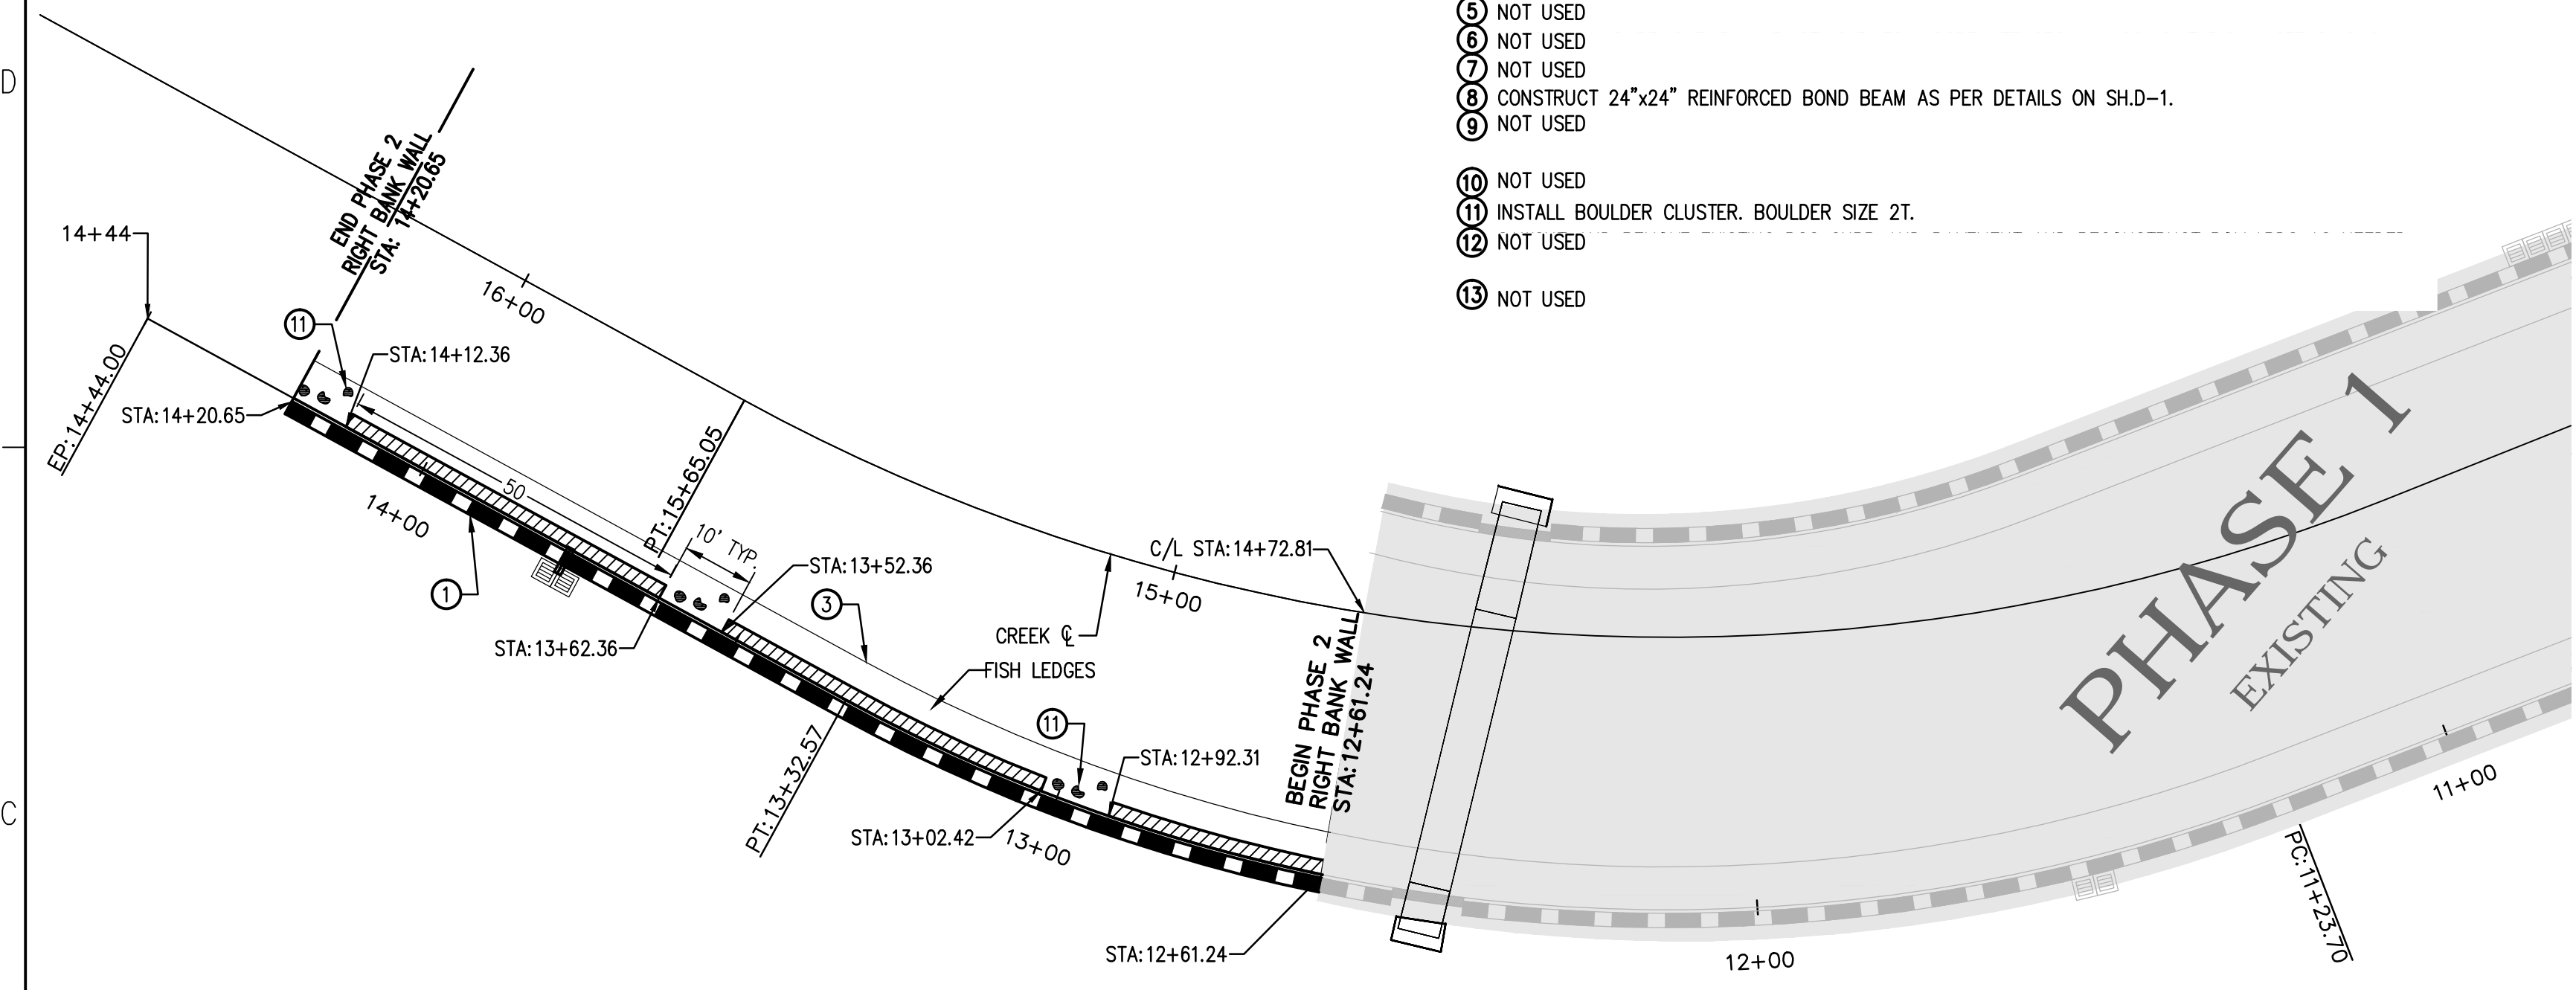 D
C
⑤ NOT USED
⑥ NOT USED
⑦ NOT USED
⑧ CONSTRUCT 24"x24" REINFORCED BOND BEAM AS PER DETAILS ON SH.D-1.
⑨ NOT USED
⑩ NOT USED
⑪ INSTALL BOULDER CLUSTER. BOULDER SIZE 2T.
⑫ NOT USED
⑬ NOT USED
END PHASE 2
RIGHT BANK WALL
STA: 14+20.65
14+44
EP:14+44.00
16+00
11
STA:14+12.36
STA:14+20.65
50
14+00
PT:15+65.05
10' TYP.
1
STA:13+52.36
3
STA:13+62.36
C/L STA:14+72.81
15+00
CREEK ℄
FISH LEDGES
11
STA:12+92.31
PT:13+32.57
STA:13+02.42
13+00
BEGIN PHASE 2
RIGHT BANK WALL
STA:12+61.24
STA:12+61.24
PHASE 1
EXISTING
11+00
12+00
PC:11+23.70